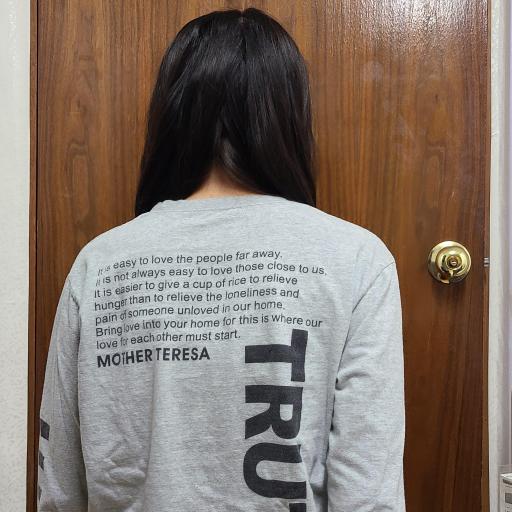 It is easy to love the people far away.
It is not always easy to love those close to us.
It is easier to give a cup of rice to relieve
hunger than to relieve the loneliness and
pain of someone unloved in our home.
Bring love into your home for this is where our
love for each other must start.
MOTHER TERESA
TRU